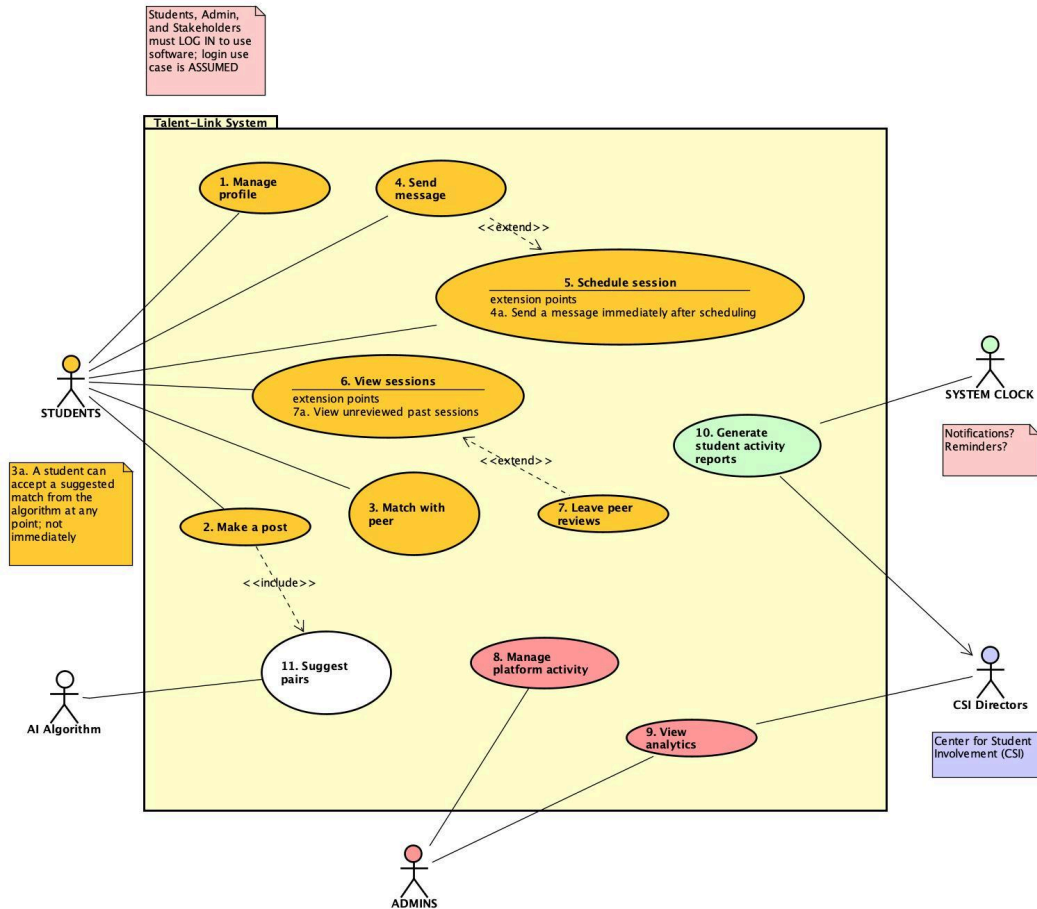 Students, Admin,
and Stakeholders
must LOG IN to use
software; login use
case is ASSUMED
Talent-Link System
1. Manage
profile
4. Send
message
<<extend>>
5. Schedule session
extension points
4a. Send a message immediately after scheduling
6. View sessions
extension points
7a. View unreviewed past sessions
STUDENTS
SYSTEM CLOCK
10. Generate
student activity
reports
Notifications?
Reminders?
<<extend>>
3a. A student can
accept a suggested
match from the
algorithm at any
point; not
immediately
2. Make a post
3. Match with
peer
7. Leave peer
reviews
<<include>>
11. Suggest
pairs
8. Manage
platform activity
AI Algorithm
CSI Directors
9. View
analytics
Center for Student
Involvement (CSI)
ADMINS